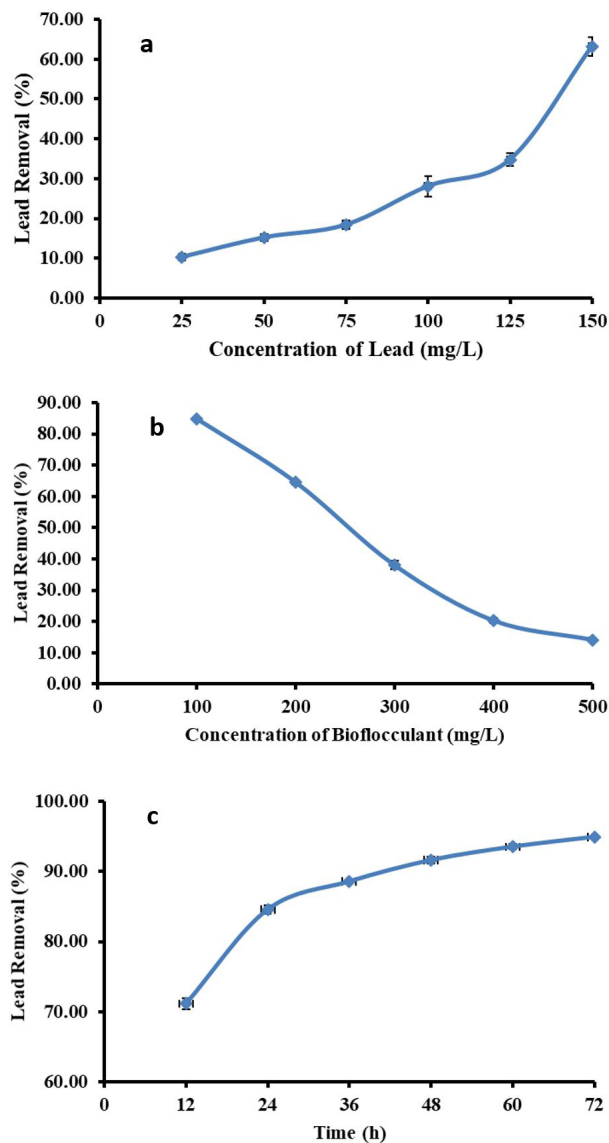 a
70.00
60.00
50.00
40.00
30.00
20.00
10.00
0.00
Lead Removal (%)
0 25 50 75 100 125 150
Concentration of Lead (mg/L)
b
90.00
80.00
70.00
60.00
50.00
40.00
30.00
20.00
10.00
0.00
Lead Removal (%)
0 100 200 300 400 500
Concentration of Bioflocculant (mg/L)
c
100.00
90.00
80.00
70.00
60.00
Lead Removal (%)
0 12 24 36 48 60 72
Time (h)